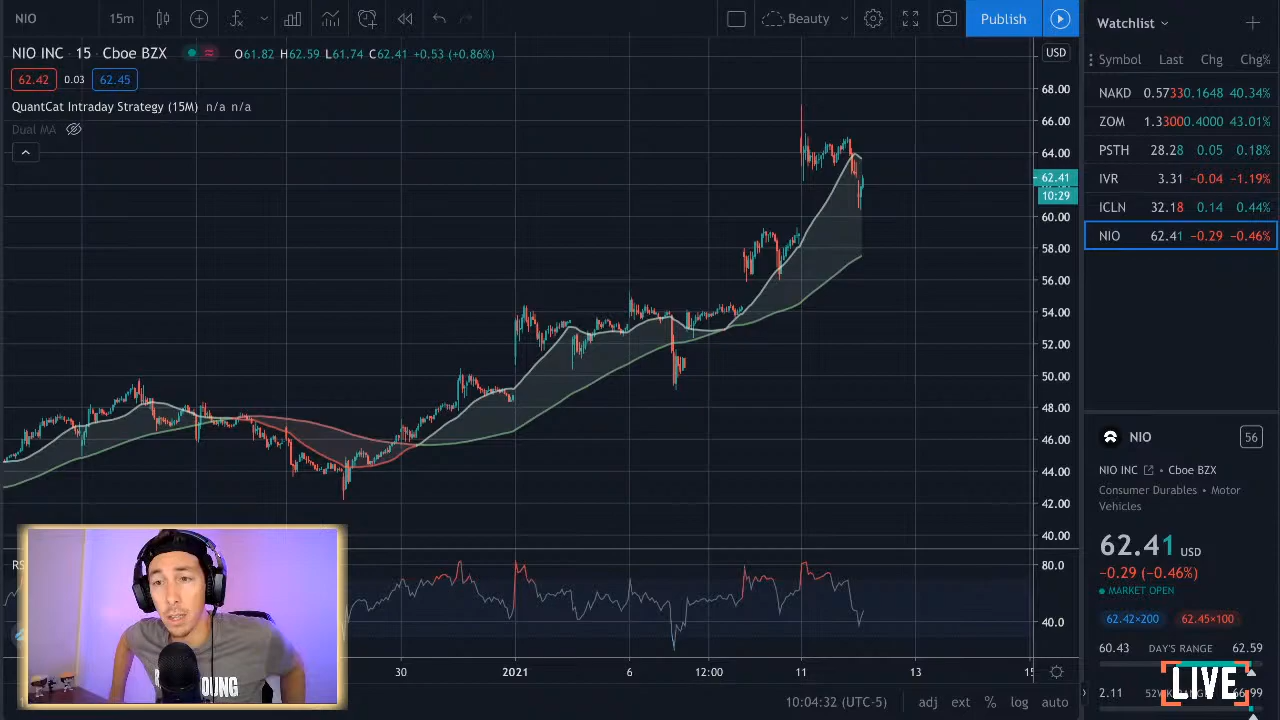 NIO 15m Beauty Publish
Watchlist
NIO INC · 15 · Cboe BZX O61.82 H62.59 L61.74 C62.41 +0.53 (+0.86%)
USD
Symbol Last Chg Chg%
62.42 0.03 62.45
QuantCat Intraday Strategy (15M) n/a n/a
Dual MA
NAKD 0.5733 0.1648 40.34%
ZOM 1.3300 0.4000 43.01%
PSTH 28.28 0.05 0.18%
IVR 3.31 −0.04 −1.19%
ICLN 32.18 0.14 0.44%
NIO 62.41 −0.29 −0.46%
68.00
66.00
64.00
62.41
10:29
60.00
58.00
56.00
54.00
52.00
50.00
48.00
46.00
44.00
42.00
40.00
80.0
40.0
NIO 56
NIO INC · Cboe BZX
Consumer Durables · Motor
Vehicles
62.41 USD
−0.29 (−0.46%)
MARKET OPEN
62.42×200 62.45×100
60.43 DAY'S RANGE 62.59
2.11
LIVE
RS
OUNG
30 2021 6 12:00 11 13
10:04:32 (UTC-5) adj ext % log auto